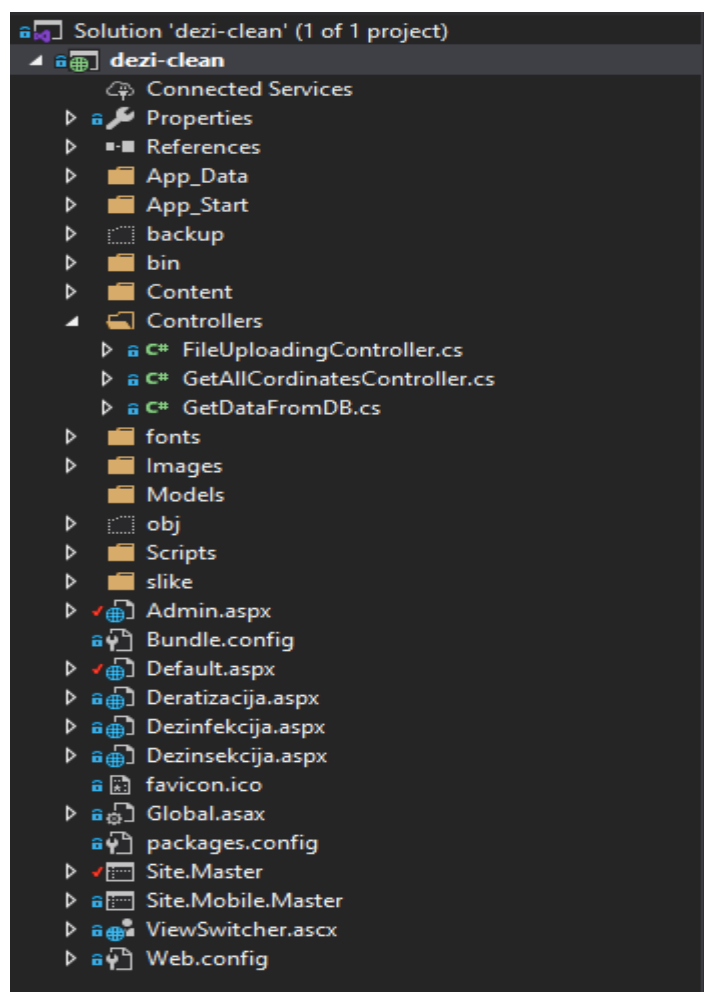 Solution 'dezi-clean' (1 of 1 project)
dezi-clean
Connected Services
Properties
References
App_Data
App_Start
backup
bin
Content
Controllers
C# FileUploadingController.cs
C# GetAllCordinatesController.cs
C# GetDataFromDB.cs
fonts
Images
Models
obj
Scripts
slike
Admin.aspx
Bundle.config
Default.aspx
Deratizacija.aspx
Dezinfekcija.aspx
Dezinsekcija.aspx
favicon.ico
Global.asax
packages.config
Site.Master
Site.Mobile.Master
ViewSwitcher.ascx
Web.config